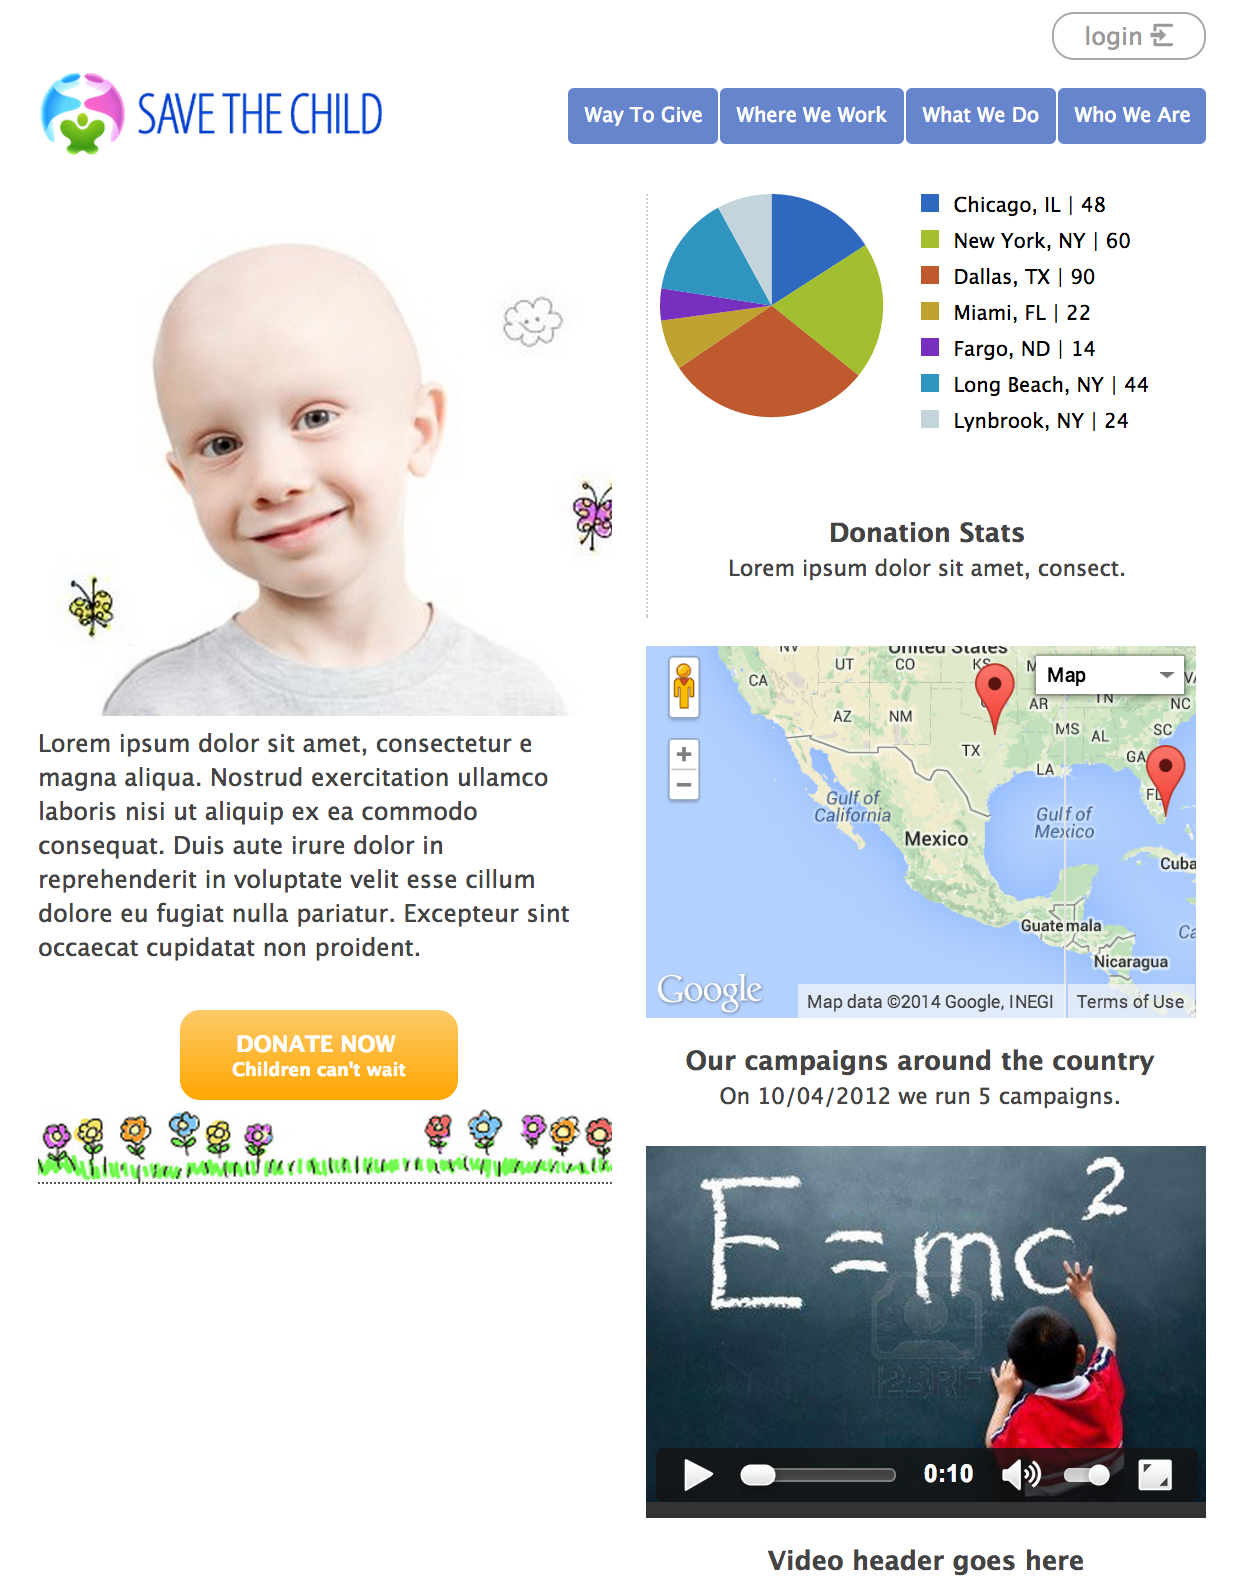 login
SAVE THE CHILD
Way To Give
Where We Work
What We Do
Who We Are
Chicago, IL | 48
New York, NY | 60
Dallas, TX | 90
Miami, FL | 22
Fargo, ND | 14
Long Beach, NY | 44
Lynbrook, NY | 24
Donation Stats
Lorem ipsum dolor sit amet, consect.
Lorem ipsum dolor sit amet, consectetur e
magna aliqua. Nostrud exercitation ullamco
laboris nisi ut aliquip ex ea commodo
consequat. Duis aute irure dolor in
reprehenderit in voluptate velit esse cillum
dolore eu fugiat nulla pariatur. Excepteur sint
occaecat cupidatat non proident.
DONATE NOW
Children can't wait
United States
NV
UT
CO
KS
Map
CA
AZ
NM
AR
TN
NC
TX
MS
AL
SC
LA
GA
FL
Gulf of
California
Mexico
Gulf of
Mexico
Cuba
Guatemala
Nicaragua
Google
Map data ©2014 Google, INEGI
Terms of Use
Our campaigns around the country
On 10/04/2012 we run 5 campaigns.
E=mc2
123RF
0:10
Video header goes here